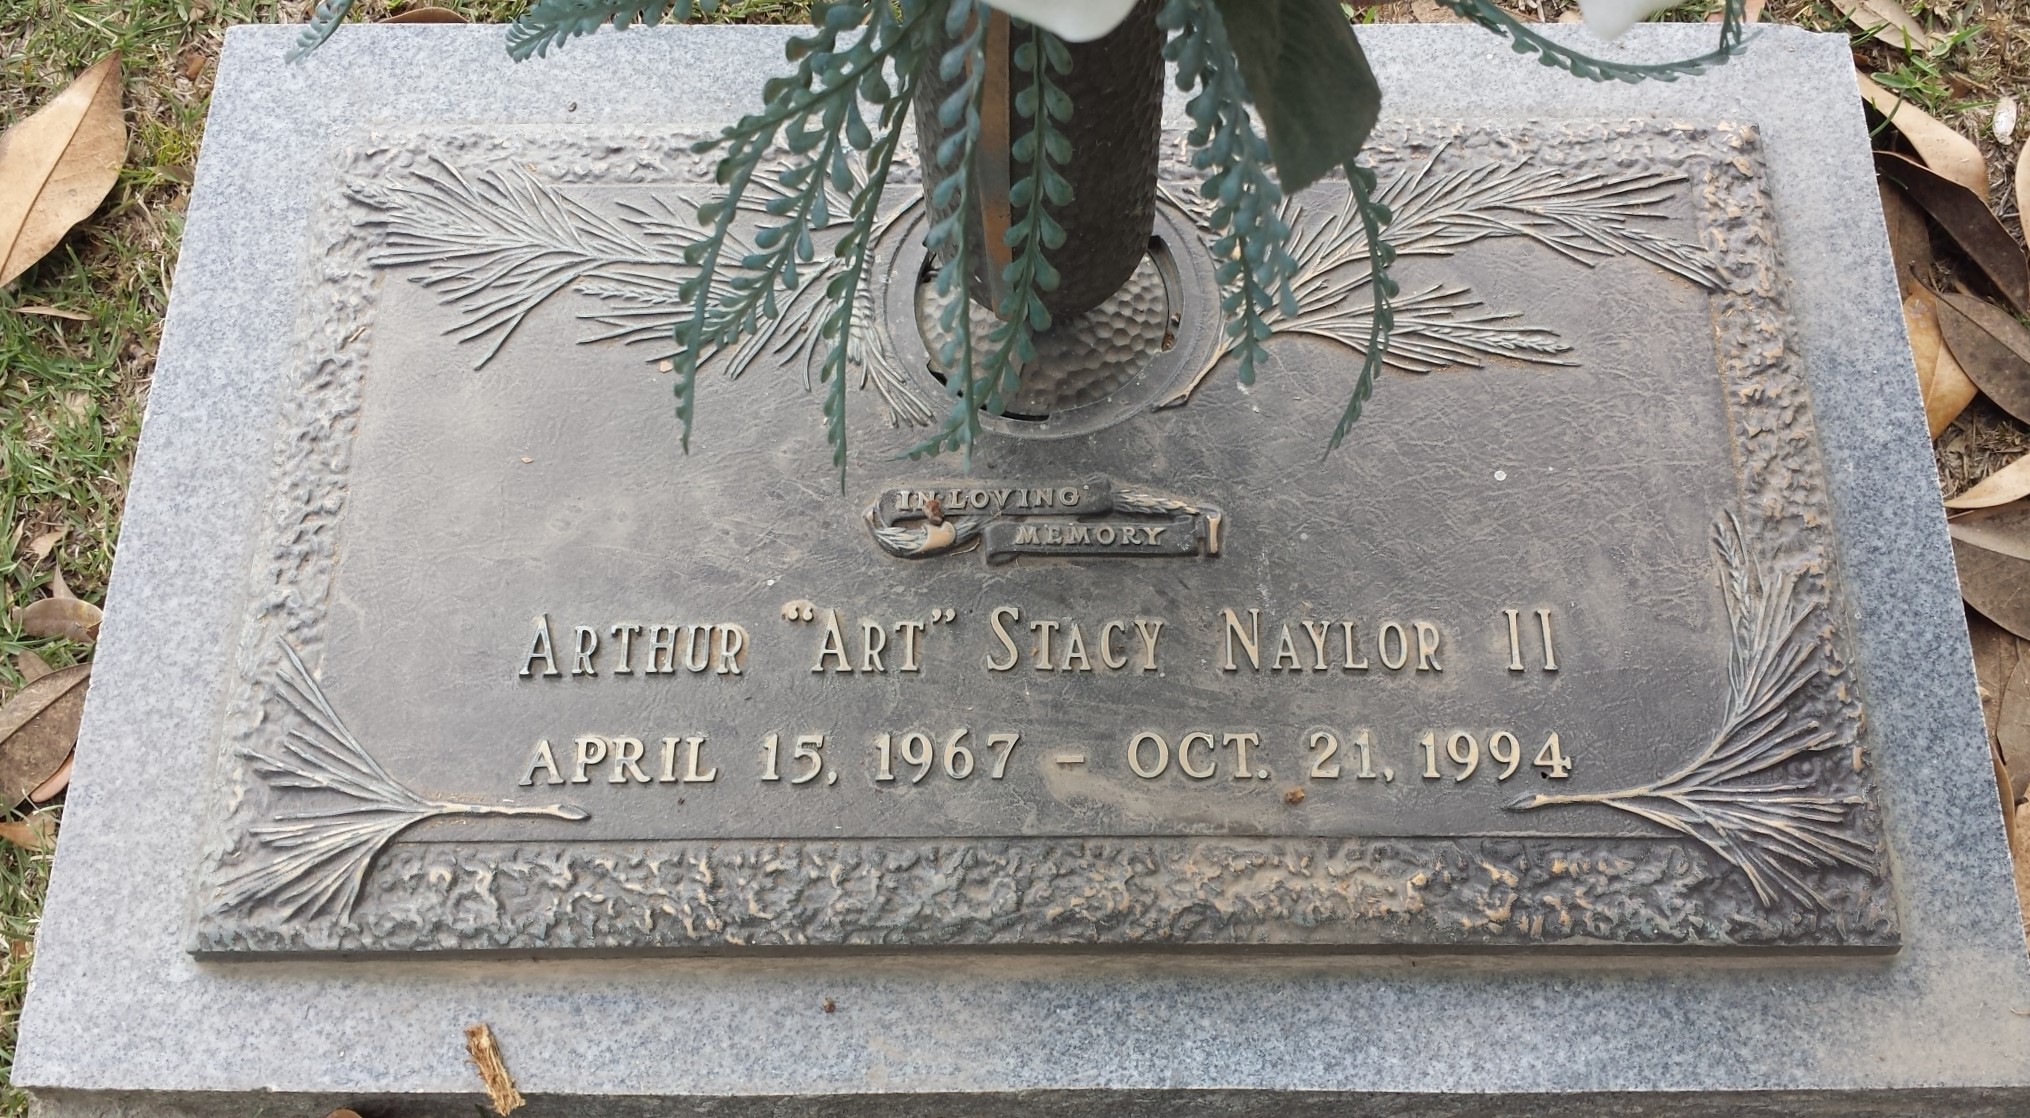 IN LOVING
MEMORY
ARTHUR “ART” STACY NAYLOR II
APRIL 15, 1967 – OCT. 21, 1994